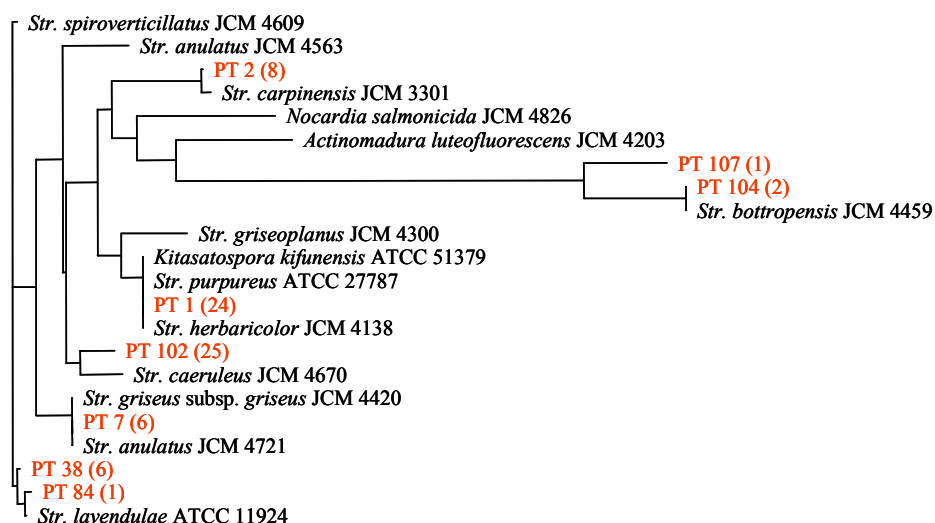 Str. spiroverticillatus JCM 4609
Str. anulatus JCM 4563
PT 2 (8)
Str. carpinensis JCM 3301
Nocardia salmonicida JCM 4826
Actinomadura luteofluorescens JCM 4203
PT 107 (1)
PT 104 (2)
Str. bottropensis JCM 4459
Str. griseoplanus JCM 4300
Kitasatospora kifunensis ATCC 51379
Str. purpureus ATCC 27787
PT 1 (24)
Str. herbaricolor JCM 4138
PT 102 (25)
Str. caeruleus JCM 4670
Str. griseus subsp. griseus JCM 4420
PT 7 (6)
Str. anulatus JCM 4721
PT 38 (6)
PT 84 (1)
Str. lavendulae ATCC 11924